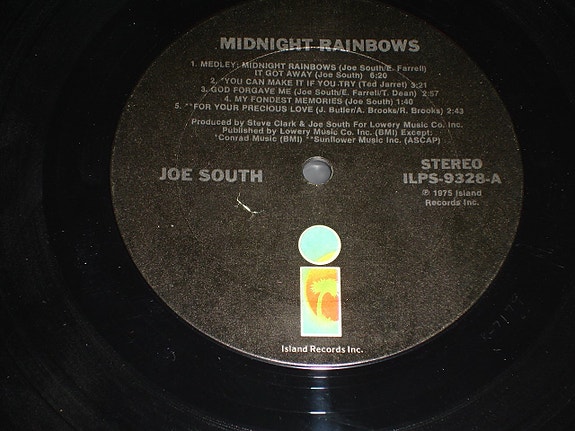 MIDNIGHT RAINBOWS
1. MEDLEY: MIDNIGHT RAINBOWS (Joe South/E. Farrell)
IT GOT AWAY (Joe South) 6:20
2. *YOU CAN MAKE IT IF YOU TRY (Ted Jarret) 3:21
3. GOD FORGAVE ME (Joe South/E. Farrell/T. Dean) 2:57
4. MY FONDEST MEMORIES (Joe South) 1:40
5. **FOR YOUR PRECIOUS LOVE (J. Butler/A. Brooks/R. Brooks) 2:43
Produced by Steve Clark & Joe South For Lowery Music Co. Inc.
Published by Lowery Music Co. Inc. (BMI) Except:
*Conrad Music (BMI) **Sunflower Music Inc. (ASCAP)
JOE SOUTH
STEREO
ILPS-9328-A
℗ 1975 Island
Records Inc.
i
Island Records Inc.